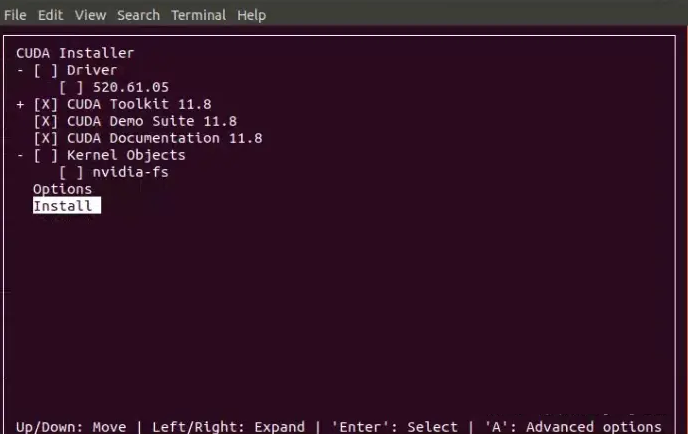 File Edit View Search Terminal Help
CUDA Installer
- [ ] Driver
[ ] 520.61.05
+ [X] CUDA Toolkit 11.8
[X] CUDA Demo Suite 11.8
[X] CUDA Documentation 11.8
- [ ] Kernel Objects
[ ] nvidia-fs
Options
Install
Up/Down: Move | Left/Right: Expand | 'Enter': Select | 'A': Advanced options